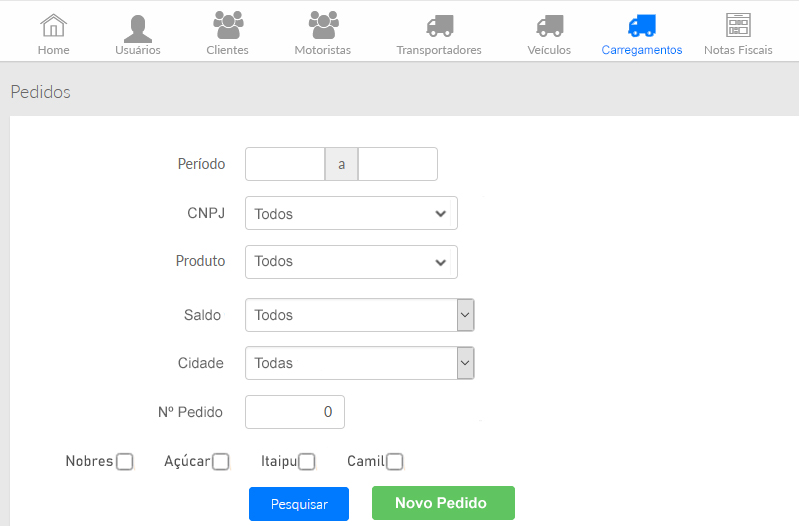 Home Usuários Clientes Motoristas Transportadores Veículos Carregamentos Notas Fiscais
Pedidos
Período a
CNPJ Todos
Produto Todos
Saldo Todos
Cidade Todas
Nº Pedido 0
Nobres Açúcar Itaipu Camil
Pesquisar Novo Pedido